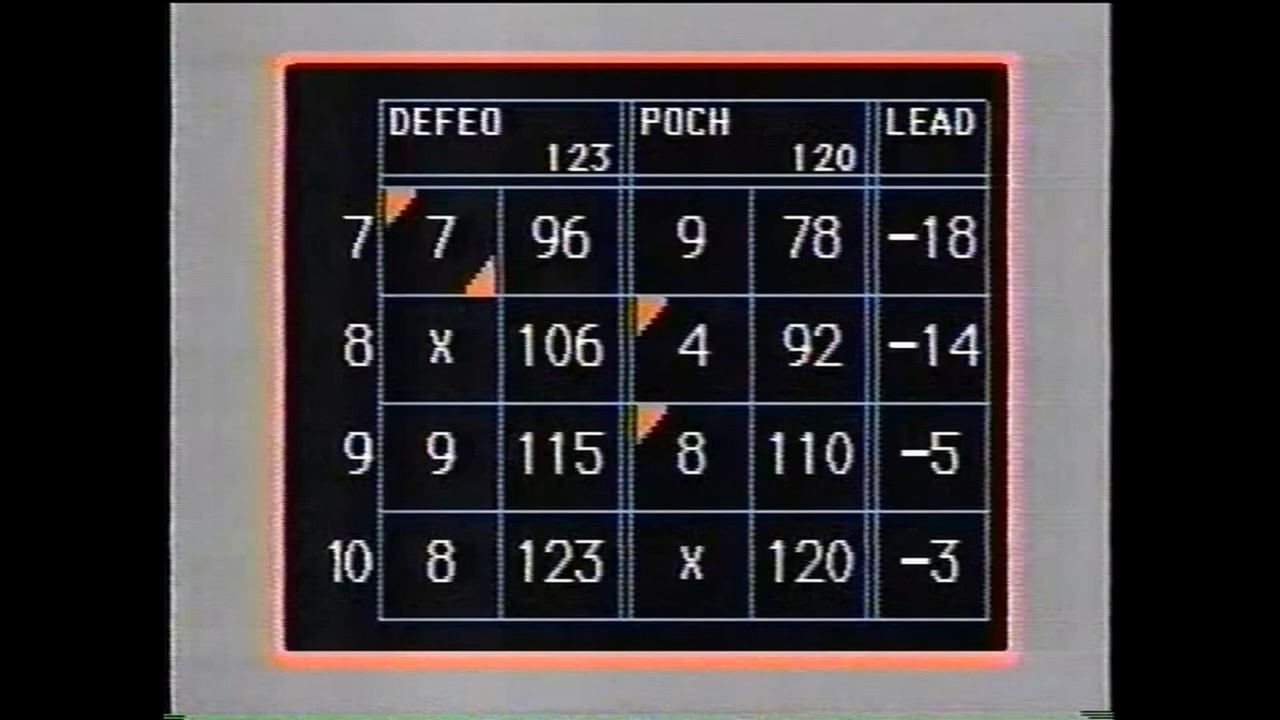 DEFEO POCH LEAD
123 120
7 7 96 9 78 -18
8 X 106 4 92 -14
9 9 115 8 110 -5
10 8 123 X 120 -3